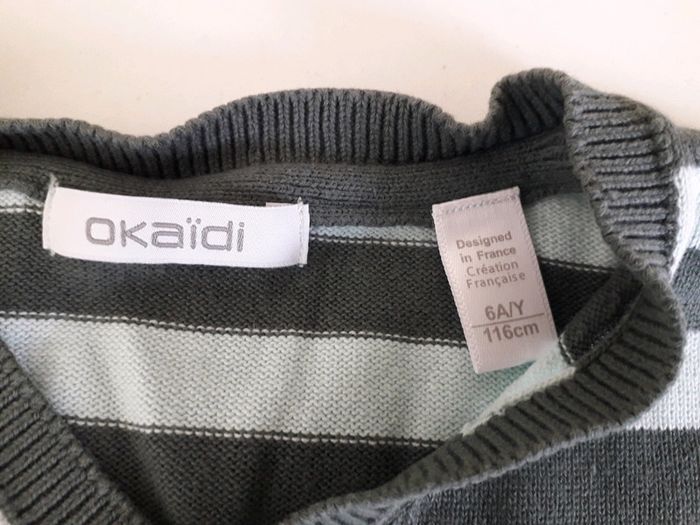 oKaïdi
Designed
in France
Création
Française
6A/Y
116cm